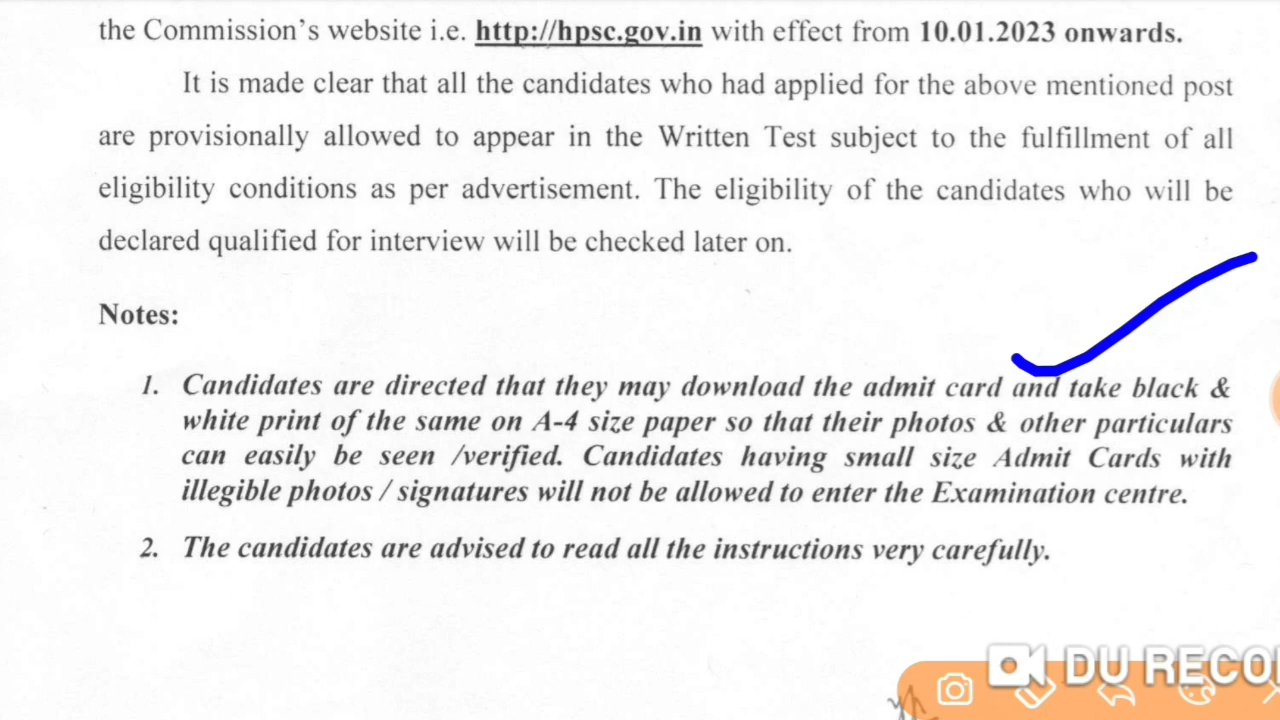 the Commission's website i.e. http://hpsc.gov.in with effect from 10.01.2023 onwards.
It is made clear that all the candidates who had applied for the above mentioned post
are provisionally allowed to appear in the Written Test subject to the fulfillment of all
eligibility conditions as per advertisement. The eligibility of the candidates who will be
declared qualified for interview will be checked later on.
Notes:
1. Candidates are directed that they may download the admit card and take black &
white print of the same on A-4 size paper so that their photos & other particulars
can easily be seen /verified. Candidates having small size Admit Cards with
illegible photos / signatures will not be allowed to enter the Examination centre.
2. The candidates are advised to read all the instructions very carefully.
DU RECO